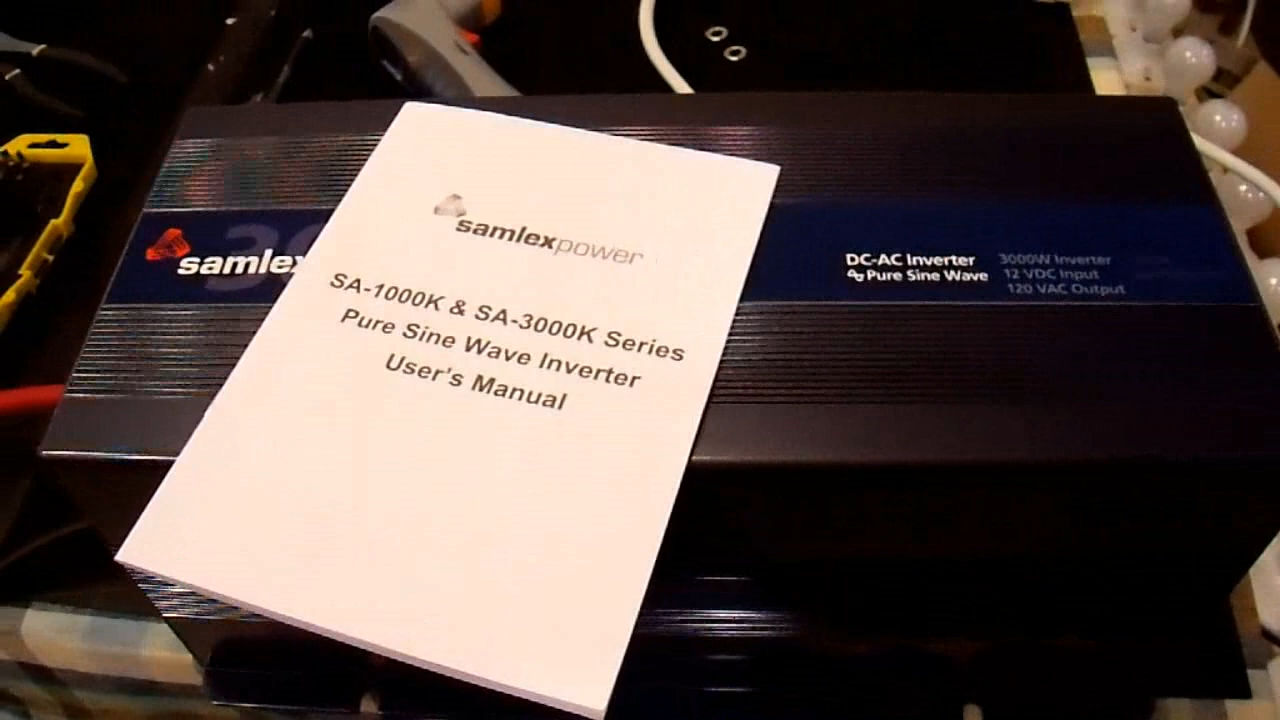 samlexpower
SA-1000K & SA-3000K Series
Pure Sine Wave Inverter
User's Manual
samlex
DC-AC Inverter
Pure Sine Wave
3000W Inverter
12 VDC Input
120 VAC Output